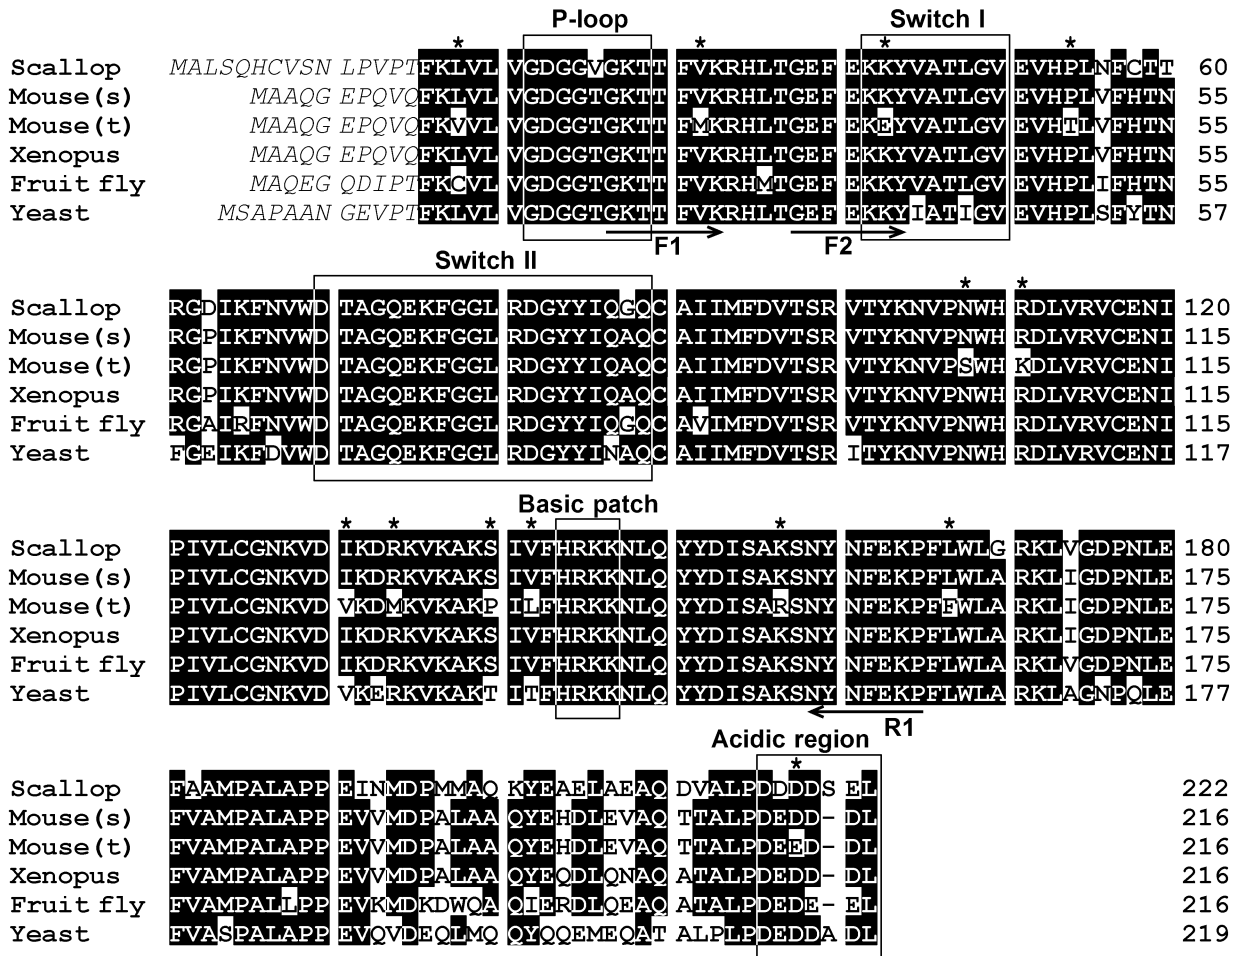 P-loop Switch I
* * * *
Scallop MALSQHCVSN LPVPTFKLVL VGDGGVGKTT FVKRHLTGEF EKKYVATLGV EVHPLNFCTT 60
Mouse(s) MAAQG EPQVQFKLVLVGDGGTGKTT FVKRHLTGEF EKKYVATLGV EVHPLVFHTN 55
Mouse(t) MAAQG EPQVQFKVVL VGDGGTGKTT FMKRHLTGEF EKEYVATLGV EVHTLVFHTN 55
Xenopus MAAQG EPQVQFKLVL VGDGGTGKTT FVKRHLTGEF EKKYVATLGV EVHPLVFHTN 55
Fruit fly MAQEG QDIPTFKCVL VGDGGTGKTT FVKRHMTGEF EKKYVATLGV EVHPLIFHTN 55
Yeast MSAPAAN GEVPTFKLVL VGDGGTGKTT FVKRHLTGEF EKKYIATIGV EVHPLSFYTN 57
F1 F2
Switch II
* *
Scallop RGDIKFNVWD TAGQEKFGGL RDGYYIQGQC AIIMFDVTSR VTYKNVPNWH RDLVRVCENI 120
Mouse(s) RGPIKFNVWD TAGQEKFGGL RDGYYIQAQC AIIMFDVTSR VTYKNVPNWH RDLVRVCENI 115
Mouse(t) RGPIKFNVWD TAGQEKFGGL RDGYYIQAQC AIIMFDVTSR VTYKNVPSWH KDLVRVCENI 115
Xenopus RGPIKFNVWD TAGQEKFGGL RDGYYIQAQC AIIMFDVTSR VTYKNVPNWH RDLVRVCENI 115
Fruit fly RGAIRFNVWD TAGQEKFGGL RDGYYIQGQC AVIMFDVTSR VTYKNVPNWH RDLVRVCENI 115
Yeast FGEIKFDVWD TAGQEKFGGL RDGYYINAQC AIIMFDVTSR ITYKNVPNWH RDLVRVCENI 117
Basic patch
* * * * * *
Scallop PIVLCGNKVD IKDRKVKAKS IVFHRKKNLQ YYDISAKSNY NFEKPFLWLG RKLVGDPNLE 180
Mouse(s) PIVLCGNKVD IKDRKVKAKS IVFHRKKNLQ YYDISAKSNY NFEKPFLWLA RKLIGDPNLE 175
Mouse(t) PIVLCGNKVD VKDMKVKAKP ILFHRKKNLQ YYDISARSNY NFEKPFFWLA RKLIGDPNLE 175
Xenopus PIVLCGNKVD IKDRKVKAKS IVFHRKKNLQ YYDISAKSNY NFEKPFLWLA RKLIGDPNLE 175
Fruit fly PIVLCGNKVD IKDRKVKAKS IVFHRKKNLQ YYDISAKSNY NFEKPFLWLA RKLVGDPNLE 175
Yeast PIVLCGNKVD VKERKVKAKT ITFHRKKNLQ YYDISAKSNY NFEKPFLWLA RKLAGNPQLE 177
R1
Acidic region
*
Scallop FAAMPALAPP EINMDPMMAQ KYEAELAEAQ DVALPDDDDS EL 222
Mouse(s) FVAMPALAPP EVVMDPALAA QYEHDLEVAQ TTALPDEDD- DL 216
Mouse(t) FVAMPALAPP EVVMDPALAA QYEHDLEVAQ TTALPDEED- DL 216
Xenopus FVAMPALAPP EVVMDPALAA QYEQDLQNAQ ATALPDEDD- DL 216
Fruit fly FVAMPALLPP EVKMDKDWQA QIERDLQEAQ ATALPDEDE- EL 216
Yeast FVASPALAPP EVQVDEQLMQ QYQQEMEQAT ALPLPDEDDA DL 219